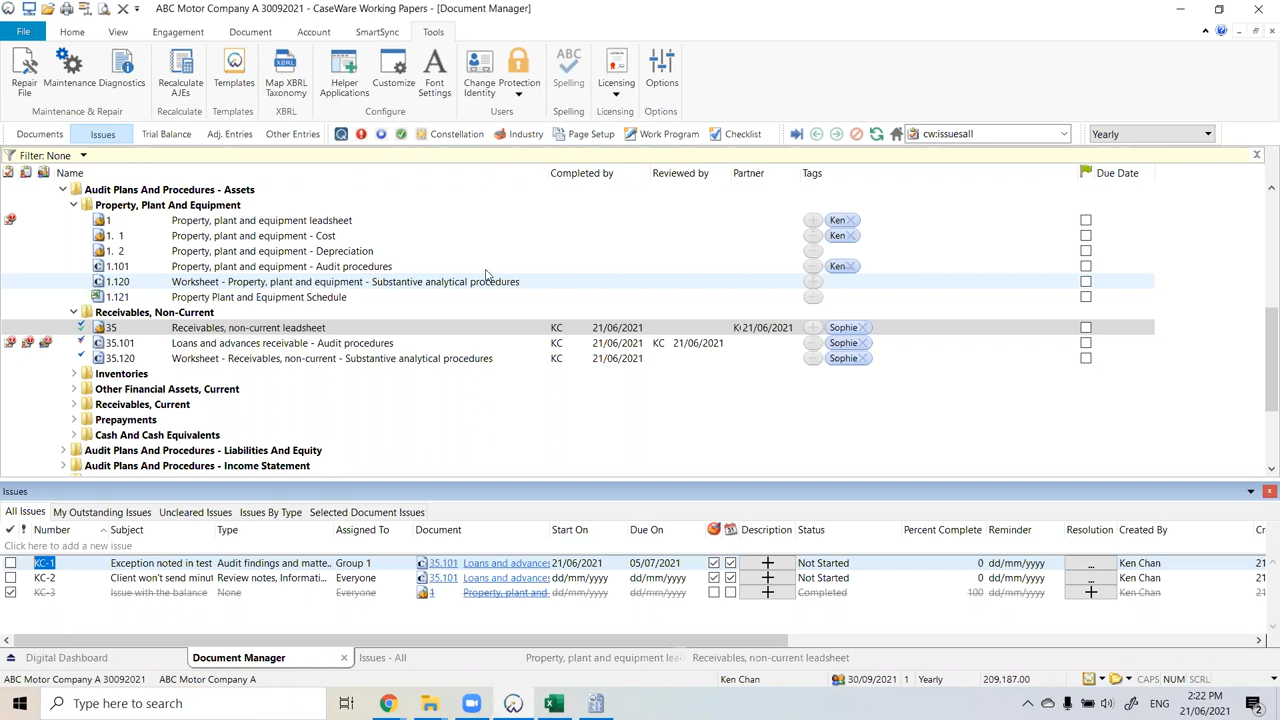 ABC Motor Company A 30092021 - CaseWare Working Papers - [Document Manager]
File Home View Engagement Document Account SmartSync Tools
Repair File Maintenance Diagnostics Recalculate AJEs Templates Map XBRL Taxonomy Helper Applications Customize Font Settings Change Identity Protection ABC Spelling Licensing Options
Maintenance & Repair Recalculate Templates XBRL Configure Users Spelling Licensing Options
Documents Issues Trial Balance Adj. Entries Other Entries Constellation Industry Page Setup Work Program Checklist cw:issuesall Yearly
Filter: None
Name Completed by Reviewed by Partner Tags Due Date
Audit Plans And Procedures - Assets
Property, Plant And Equipment
1 Property, plant and equipment leadsheet Ken
1. 1 Property, plant and equipment - Cost Ken
1. 2 Property, plant and equipment - Depreciation
1.101 Property, plant and equipment - Audit procedures Ken
1.120 Worksheet - Property, plant and equipment - Substantive analytical procedures
1.121 Property Plant and Equipment Schedule
Receivables, Non-Current
35 Receivables, non-current leadsheet KC 21/06/2021 21/06/2021 Sophie
35.101 Loans and advances receivable - Audit procedures KC 21/06/2021 KC 21/06/2021 Sophie
35.120 Worksheet - Receivables, non-current - Substantive analytical procedures KC 21/06/2021 Sophie
Inventories
Other Financial Assets, Current
Receivables, Current
Prepayments
Cash And Cash Equivalents
Audit Plans And Procedures - Liabilities And Equity
Audit Plans And Procedures - Income Statement
Issues
All Issues My Outstanding Issues Uncleared Issues Issues By Type Selected Document Issues
Number Subject Type Assigned To Document Start On Due On Description Status Percent Complete Reminder Resolution Created By Cr
Click here to add a new issue
KC-1 Exception noted in test Audit findings and matte... Group 1 35.101 Loans and advances 21/06/2021 05/07/2021 + Not Started 0 dd/mm/yyyy ... Ken Chan 21
KC-2 Client won't send minut Review notes, Informati... Everyone 35.101 Loans and advances dd/mm/yyyy dd/mm/yyyy + Not Started 0 dd/mm/yyyy ... Ken Chan 21
KC-3 Issue with the balance None Everyone 1 Property, plant and dd/mm/yyyy dd/mm/yyyy + Completed 100 dd/mm/yyyy + Ken Chan 21
Digital Dashboard Document Manager Issues - All Property, plant and equipment lea Receivables, non-current leadsheet
ABC Motor Company A 30092021 ABC Motor Company A Ken Chan 30/09/2021 1 Yearly 209,187.00 CAPS NUM SCRL
Type here to search ENG 2:22 PM
21/06/2021 2